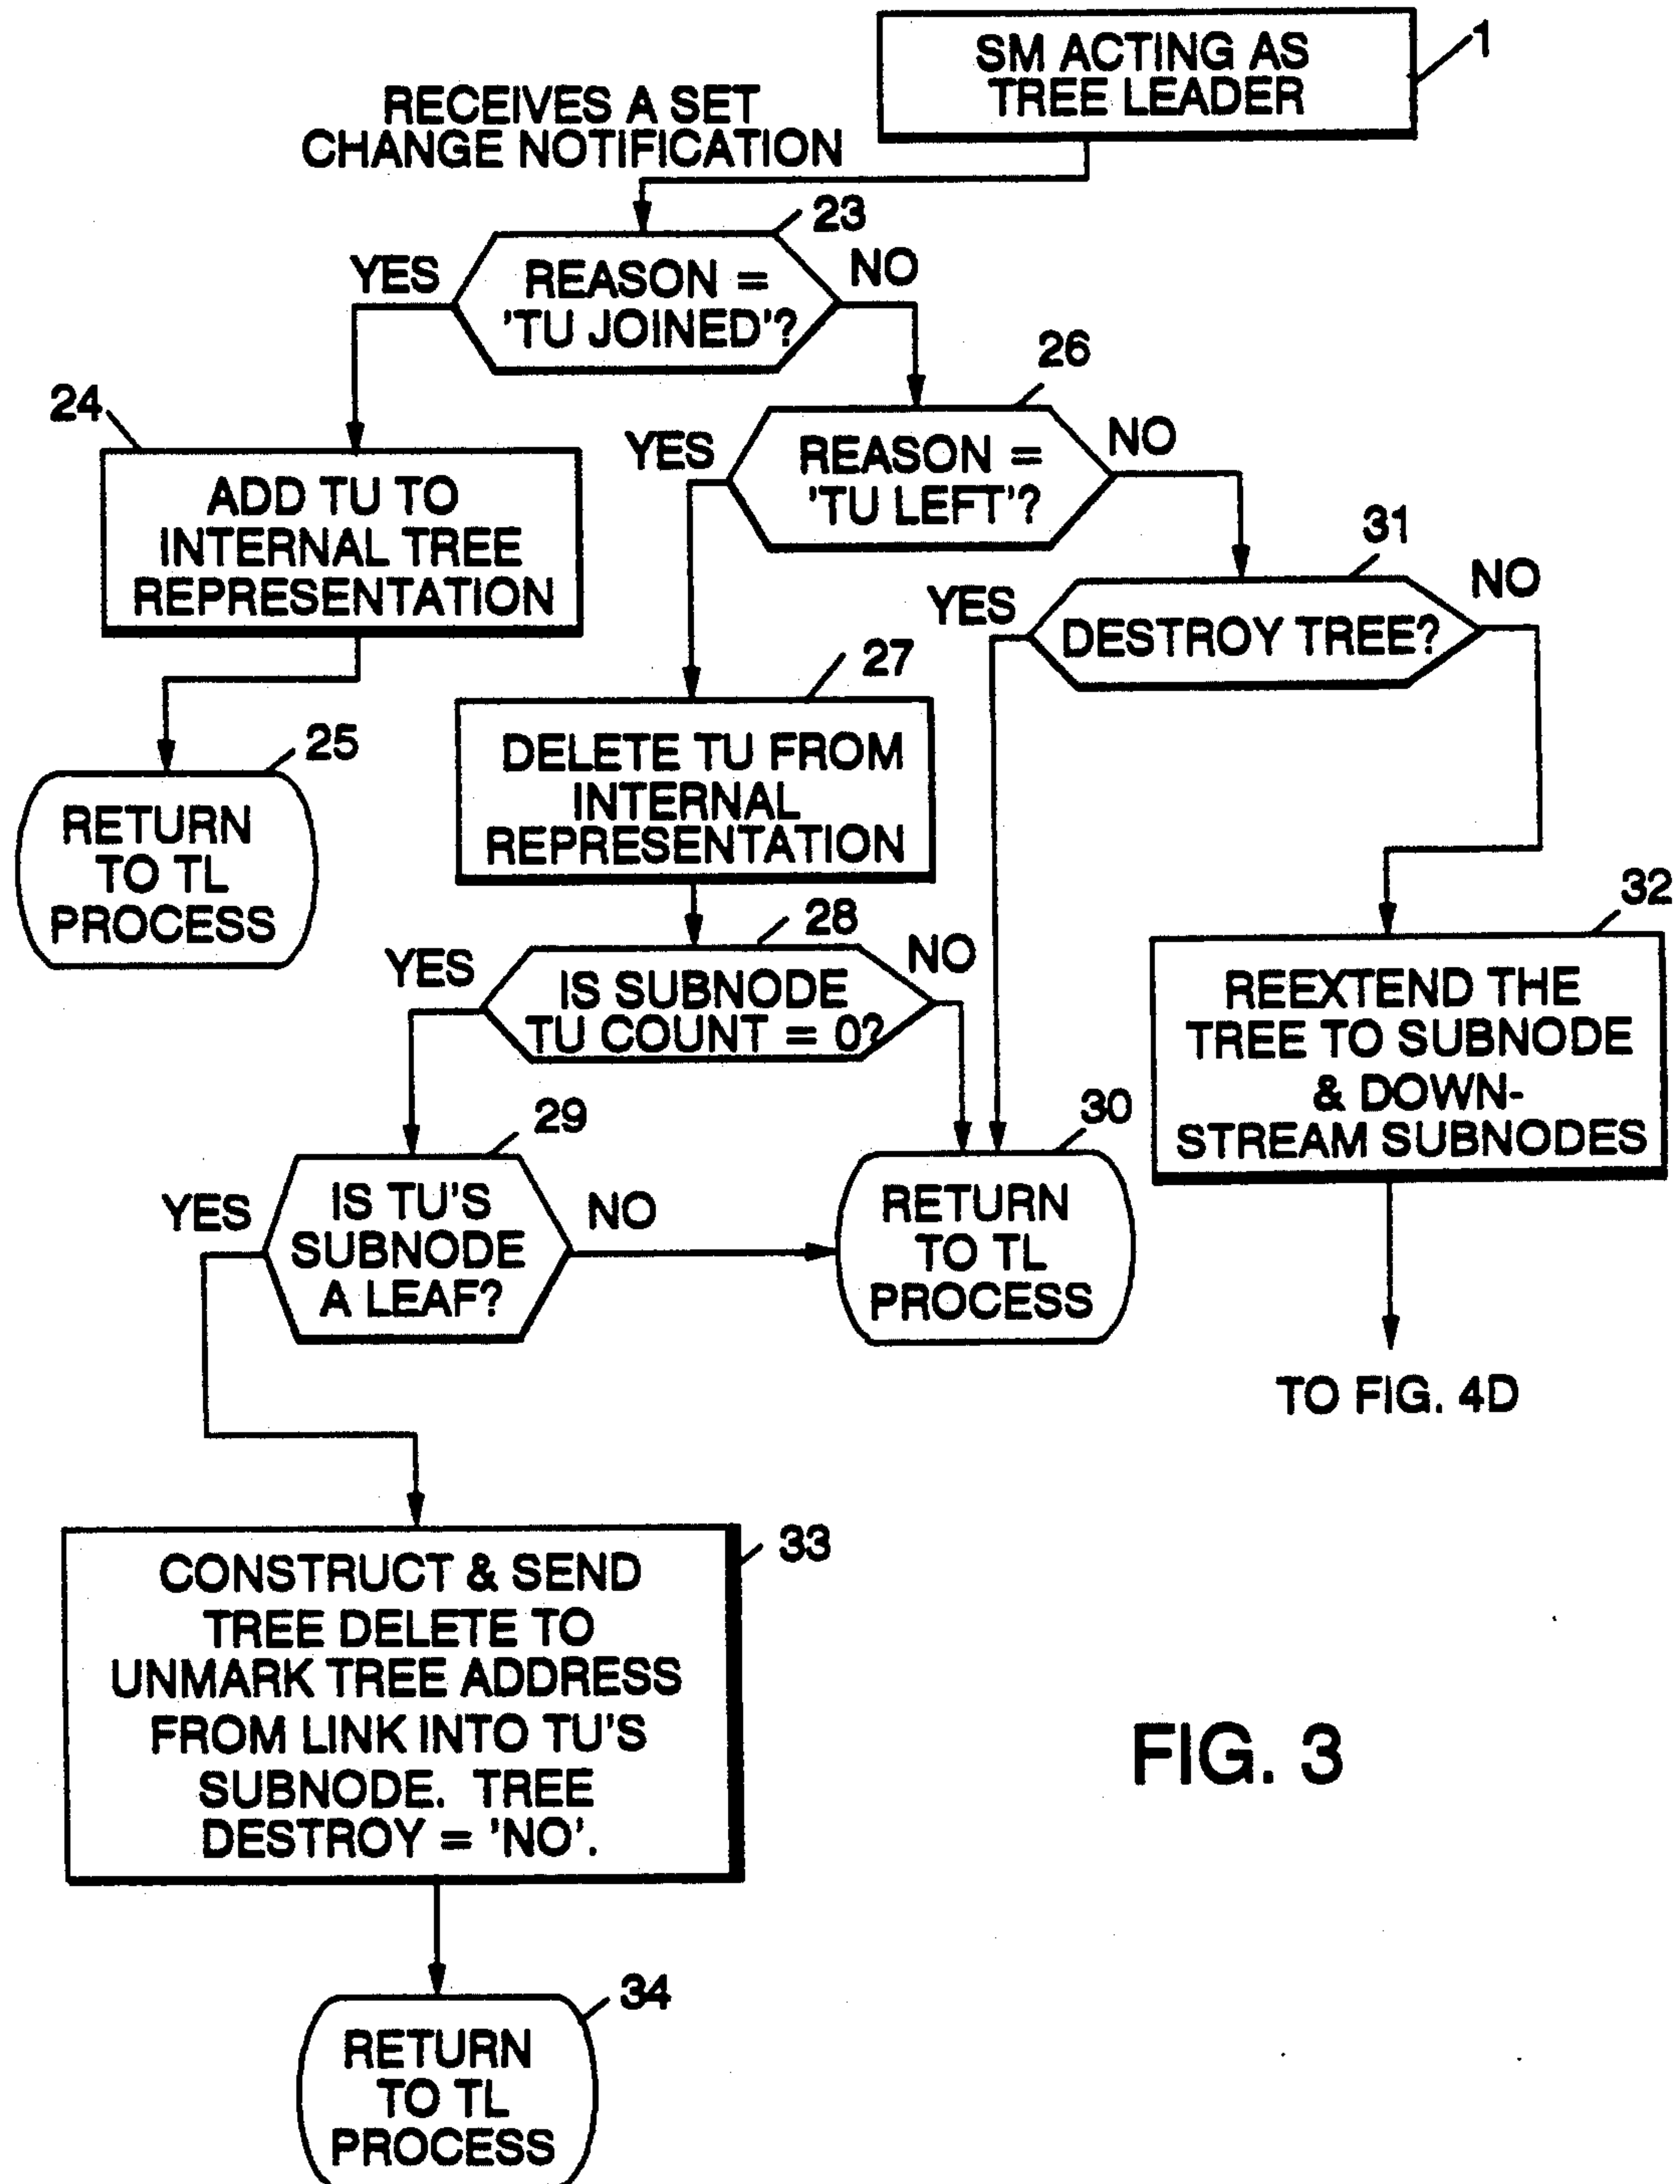 SM ACTING AS
TREE LEADER
1
RECEIVES A SET
CHANGE NOTIFICATION
23
YES
REASON =
'TU JOINED'?
NO
26
24
ADD TU TO
INTERNAL TREE
REPRESENTATION
YES
REASON =
'TU LEFT'?
NO
31
YES
DESTROY TREE?
NO
27
DELETE TU FROM
INTERNAL
REPRESENTATION
25
RETURN
TO TL
PROCESS
28
YES
IS SUBNODE
TU COUNT = 0?
NO
32
REEXTEND THE
TREE TO SUBNODE
& DOWN-
STREAM SUBNODES
29
YES
IS TU'S
SUBNODE
A LEAF?
NO
30
RETURN
TO TL
PROCESS
TO FIG. 4D
33
CONSTRUCT & SEND
TREE DELETE TO
UNMARK TREE ADDRESS
FROM LINK INTO TU'S
SUBNODE. TREE
DESTROY = 'NO'.
FIG. 3
34
RETURN
TO TL
PROCESS